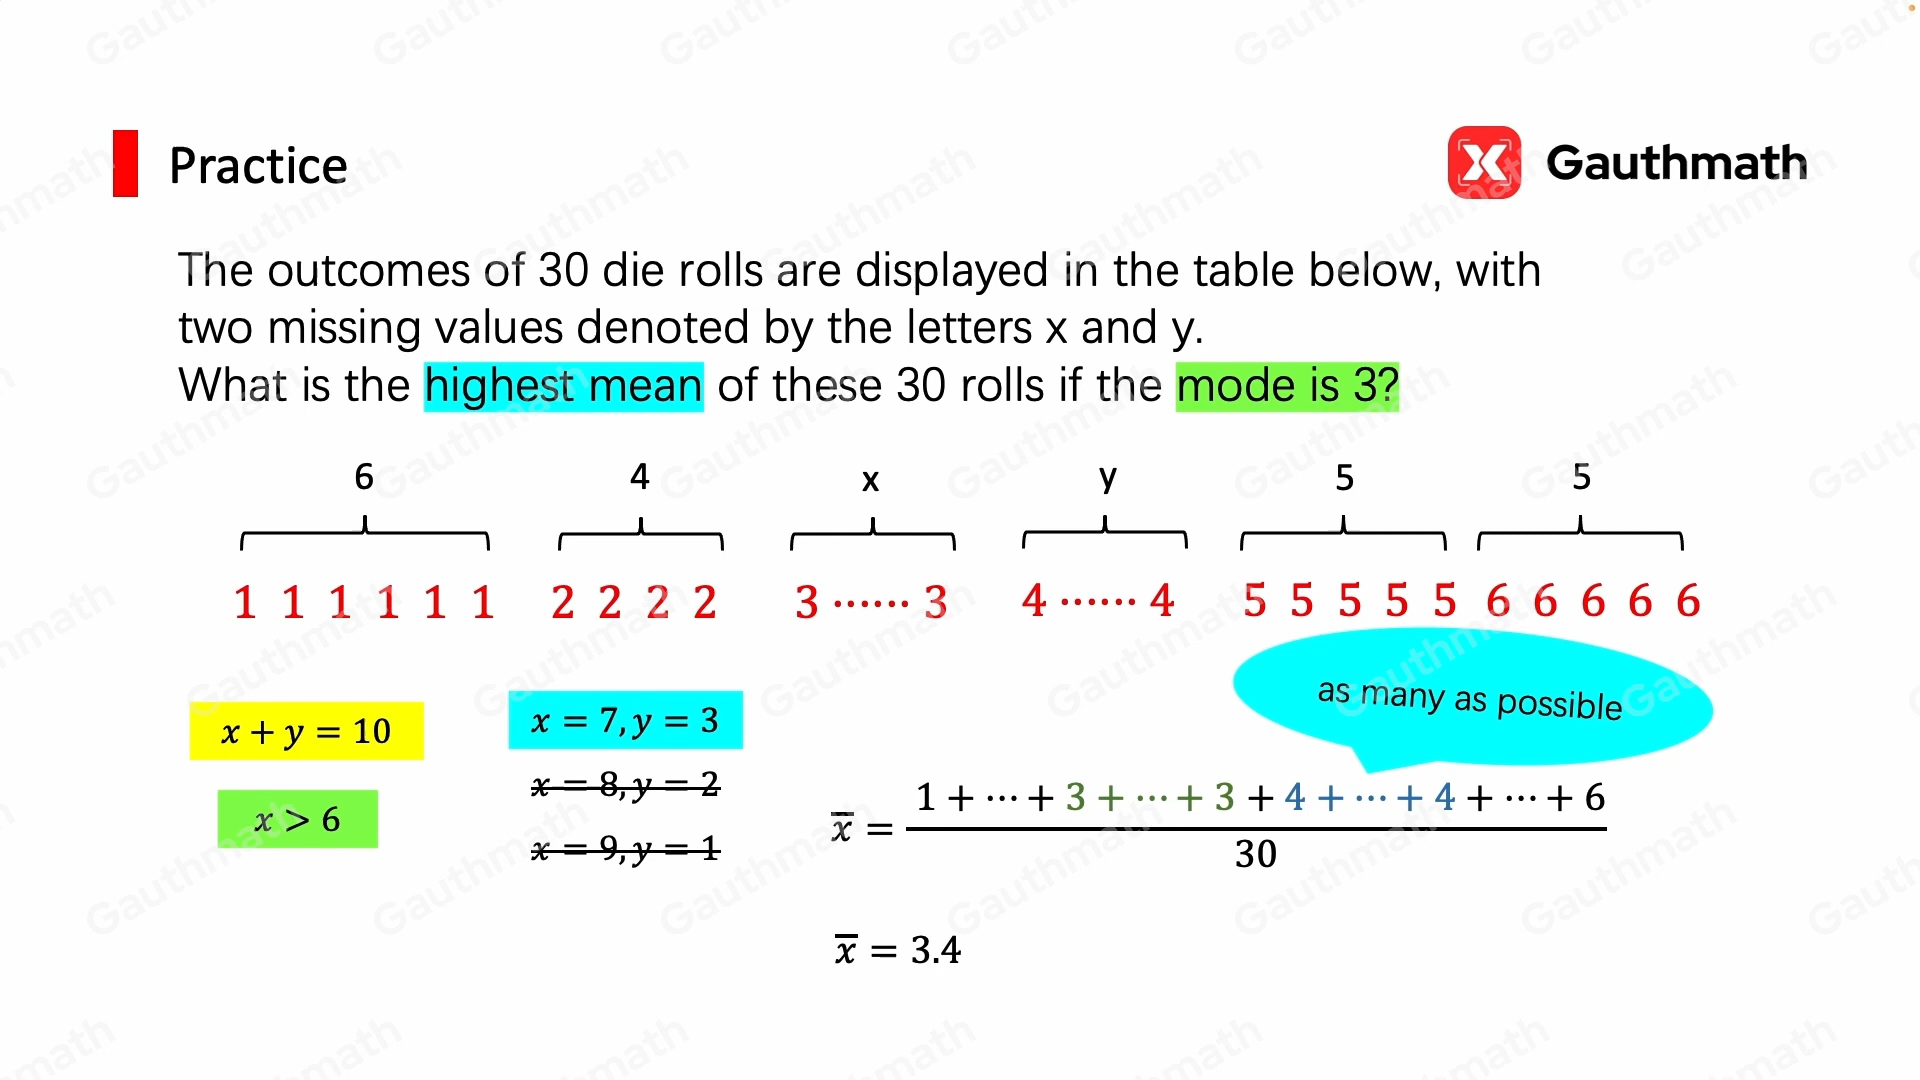 Practice
Gauthmath
The outcomes of 30 die rolls are displayed in the table below, with
two missing values denoted by the letters x and y.
What is the highest mean of these 30 rolls if the mode is 3?
6 4 x y 5 5
1 1 1 1 1 1 2 2 2 2 3 ······ 3 4 ······ 4 5 5 5 5 5 6 6 6 6 6
as many as possible
x + y = 10
x > 6
x = 7, y = 3
x = 8, y = 2
x = 9, y = 1
x̅ = (1 + ··· + 3 + ··· + 3 + 4 + ··· + 4 + ··· + 6) / 30
x̅ = 3.4